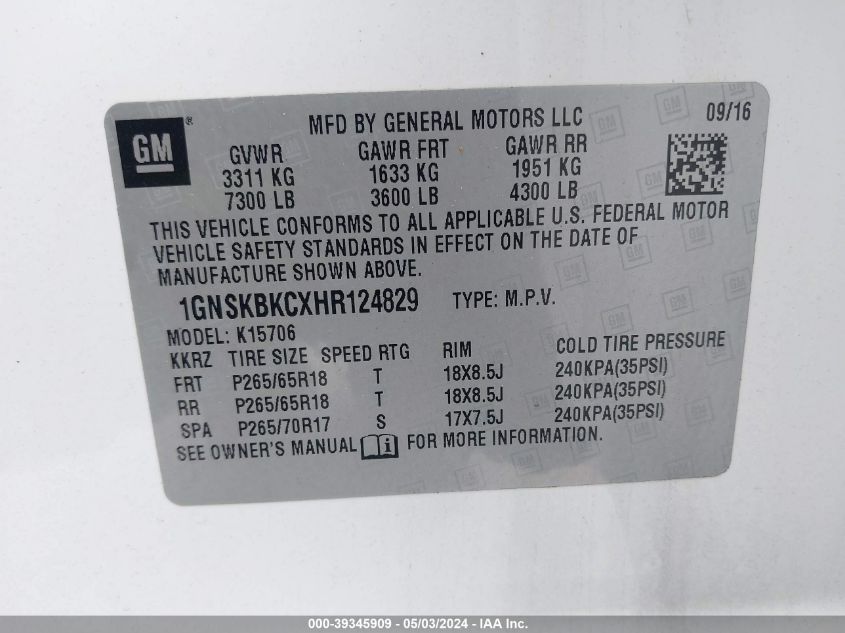 GM ®
MFD BY GENERAL MOTORS LLC 09/16
GVWR GAWR FRT GAWR RR
3311 KG 1633 KG 1951 KG
7300 LB 3600 LB 4300 LB
THIS VEHICLE CONFORMS TO ALL APPLICABLE U.S. FEDERAL MOTOR
VEHICLE SAFETY STANDARDS IN EFFECT ON THE DATE OF
MANUFACTURE SHOWN ABOVE.
1GNSKBKCXHR124829 TYPE: M.P.V.
MODEL: K15706
KKRZ TIRE SIZE SPEED RTG RIM COLD TIRE PRESSURE
FRT P265/65R18 T 18X8.5J 240KPA(35PSI)
RR P265/65R18 T 18X8.5J 240KPA(35PSI)
SPA P265/70R17 S 17X7.5J 240KPA(35PSI)
SEE OWNER'S MANUAL FOR MORE INFORMATION.
000-39345909 - 05/03/2024 - IAA Inc.